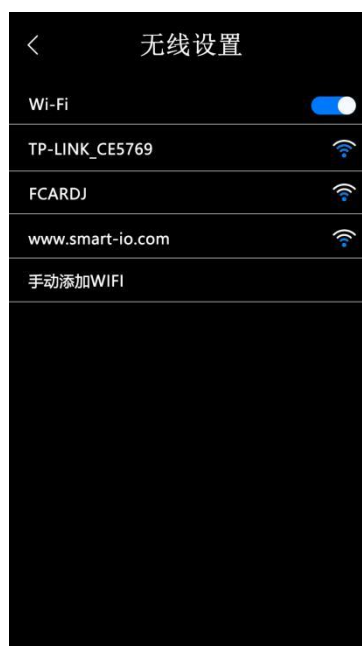 无线设置
Wi-Fi
TP-LINK_CE5769
FCARDJ
www.smart-io.com
手动添加WIFI